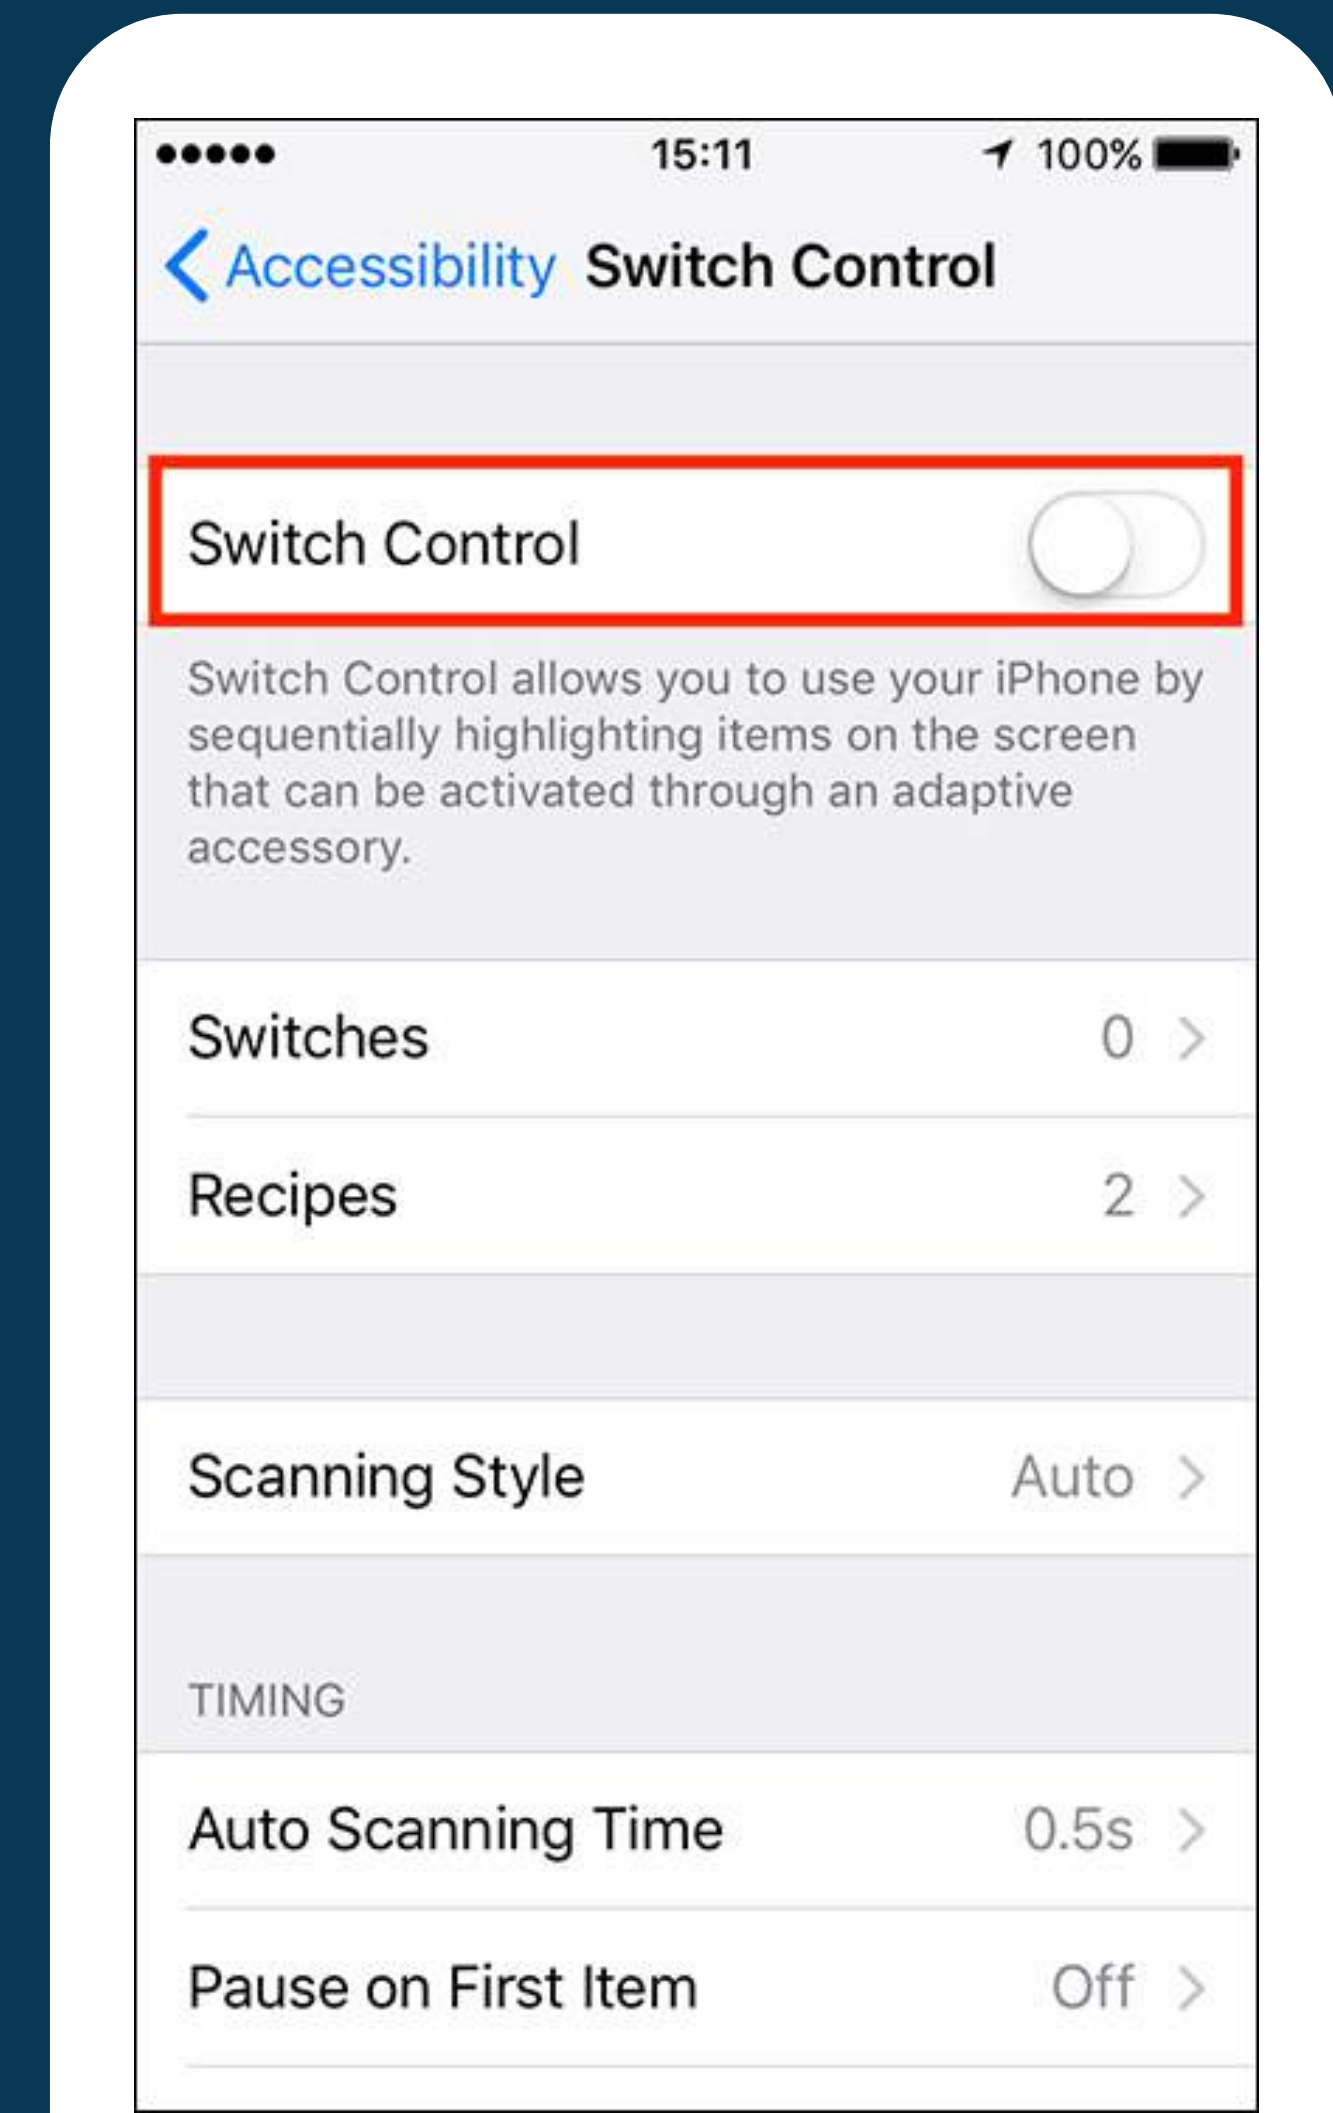 15:11 100%
Accessibility Switch Control
Switch Control
Switch Control allows you to use your iPhone by
sequentially highlighting items on the screen
that can be activated through an adaptive
accessory.
Switches 0
Recipes 2
Scanning Style Auto
TIMING
Auto Scanning Time 0.5s
Pause on First Item Off